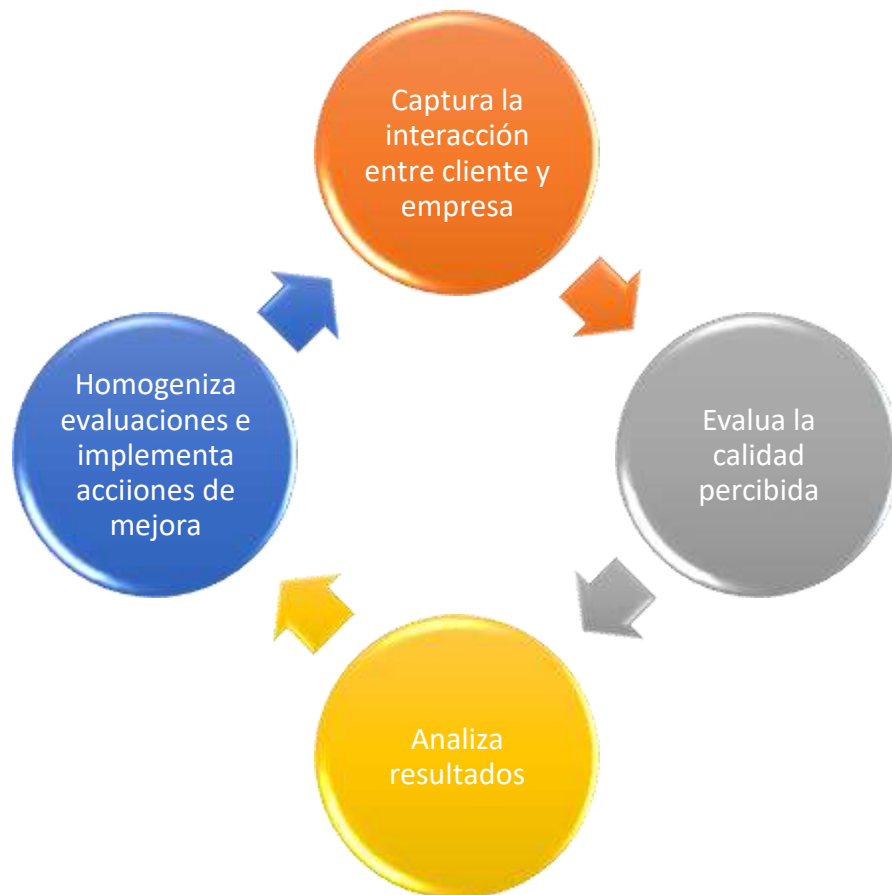 Captura la
interacción
entre cliente y
empresa
Evalua la
calidad
percibida
Analiza
resultados
Homogeniza
evaluaciones e
implementa
acciiones de
mejora